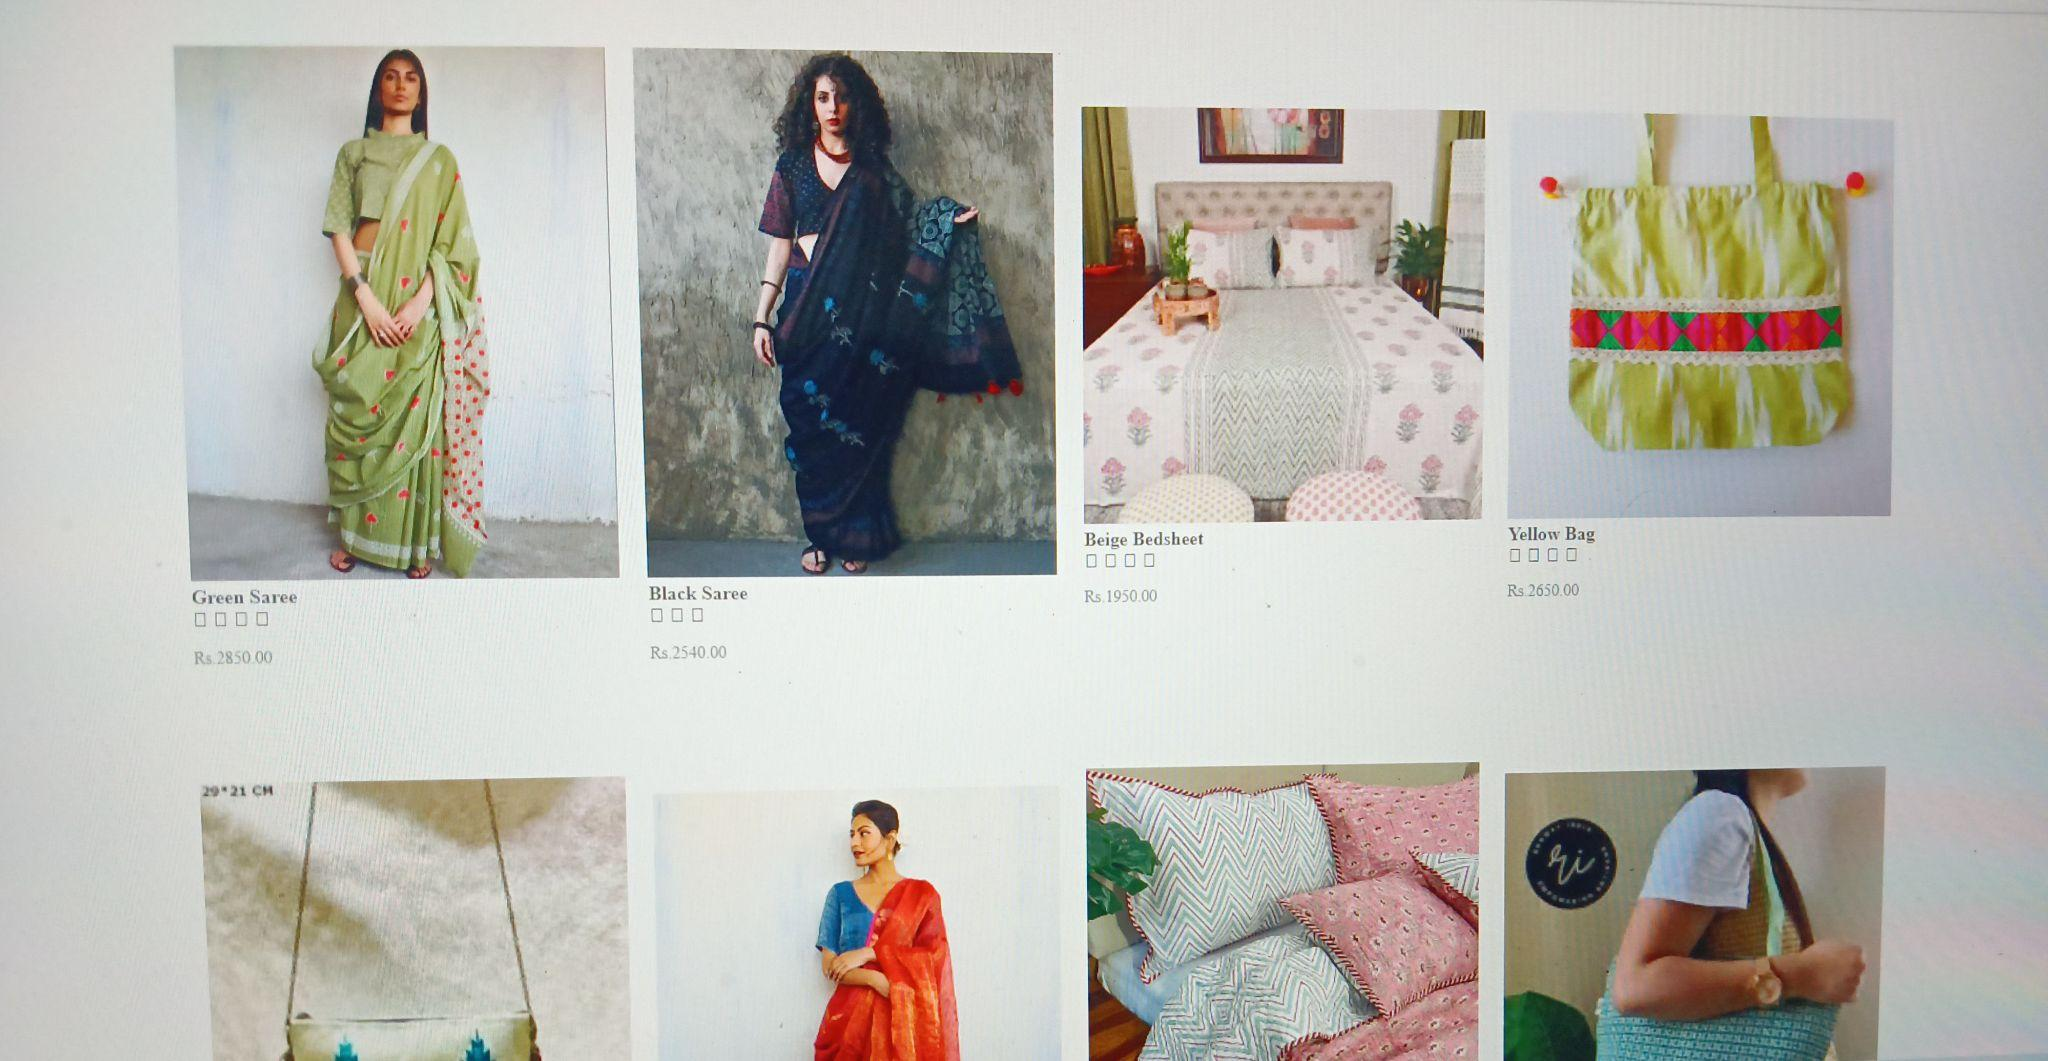 Green Saree
□ □ □ □
Rs.2850.00
Black Saree
□ □ □
Rs.2540.00
Beige Bedsheet
□ □ □ □
Rs.1950.00
Yellow Bag
□ □ □ □
Rs.2650.00
29*21 CM
ri